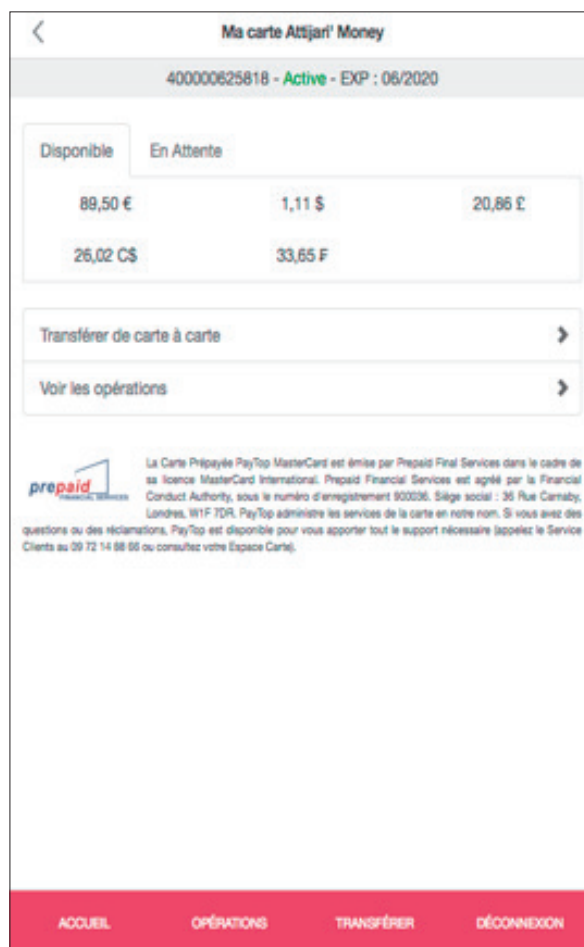 Ma carte Attijari' Money
400000625818 - Active - EXP : 06/2020
Disponible En Attente
89,50 € 1,11 $ 20,86 £
26,02 C$ 33,65 ₣
Transférer de carte à carte
Voir les opérations
prepaid
FINANCIAL SERVICES
La Carte Prépayée PayTop MasterCard est émise par Prepaid Final Services dans le cadre de
sa licence MasterCard International. Prepaid Financial Services est agréé par la Financial
Conduct Authority, sous le numéro d'enregistrement 900036. Siège social : 36 Rue Carnaby,
Londres, W1F 7DR. PayTop administre les services de la carte en notre nom. Si vous avez des
questions ou des réclamations, PayTop est disponible pour vous apporter tout le support nécessaire (appelez le Service
Clients au 09 72 14 ou consultez votre Espace Carte).
ACCUEIL OPÉRATIONS TRANSFÉRER DÉCONNEXION